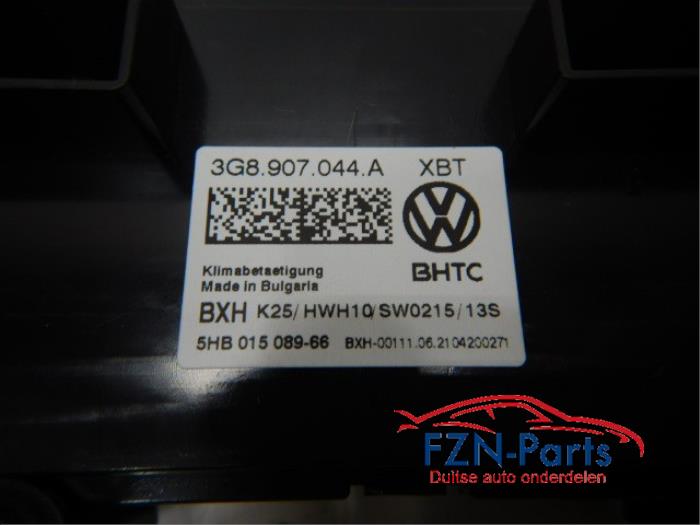 3G8.907.044.A XBT
VW
Klimabetaetigung
BHTC
Made in Bulgaria
BXH K25/HWH10/SW0215/13S
5HB 015 089-66 BXH-00111.06.2104200271
FZN-Parts
Duitse auto onderdelen